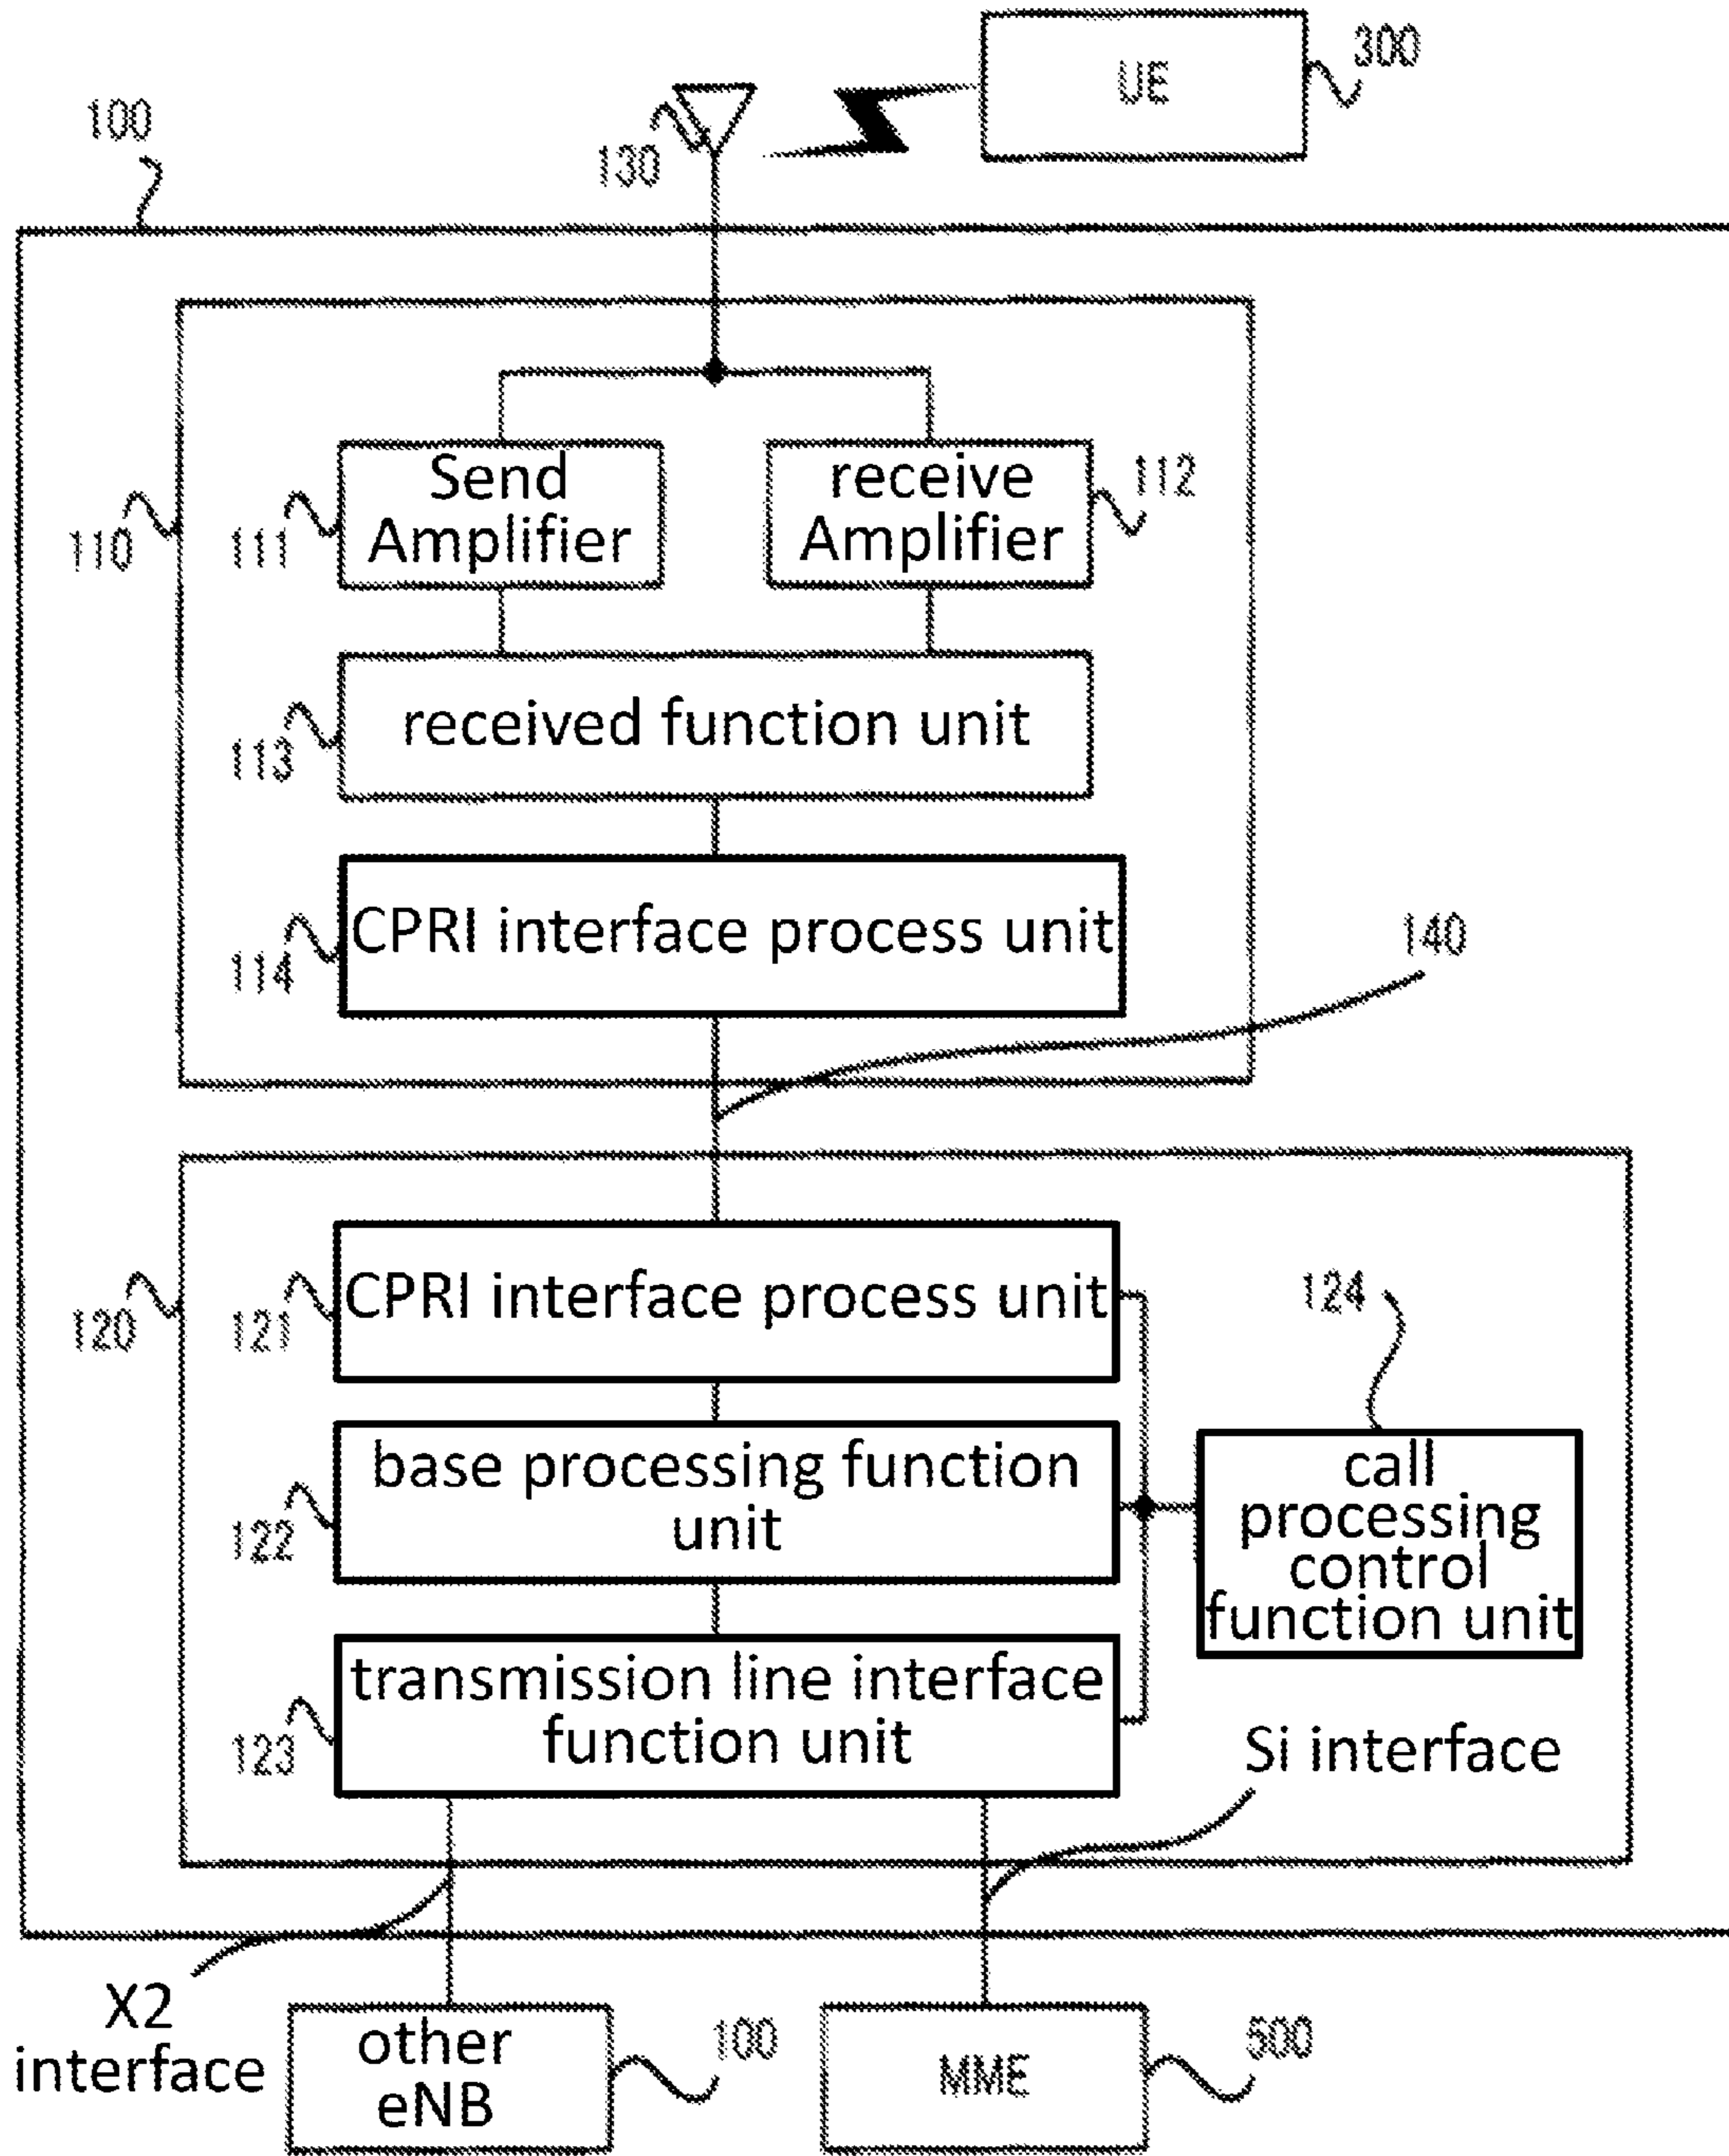 UE
300
100
130
Send
Amplifier
receive
Amplifier
112
110
111
received function unit
113
CPRI interface process unit
114
140
CPRI interface process unit
120
121
124
base processing function
unit
122
call
processing
control
function unit
transmission line interface
function unit
123
Si interface
X2
interface
other
eNB
100
MME
500